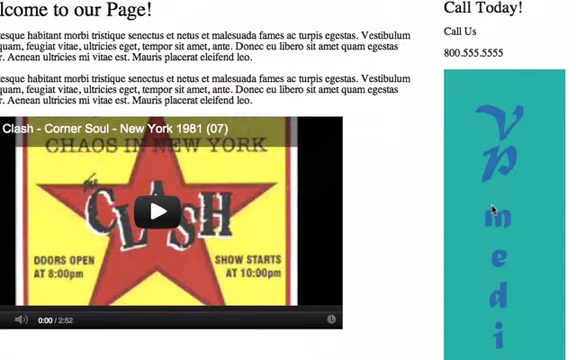 lcome to our Page!
tesque habitant morbi tristique senectus et netus et malesuada fames ac turpis egestas. Vestibulum
quam, feugiat vitae, ultricies eget, tempor sit amet, ante. Donec eu libero sit amet quam egestas
r. Aenean ultricies mi vitae est. Mauris placerat eleifend leo.
tesque habitant morbi tristique senectus et netus et malesuada fames ac turpis egestas. Vestibulum
quam, feugiat vitae, ultricies eget, tempor sit amet, ante. Donec eu libero sit amet quam egestas
r. Aenean ultricies mi vitae est. Mauris placerat eleifend leo.
Clash - Corner Soul - New York 1981 (07)
CHAOS IN NEW YORK
the
CLASH
DOORS OPEN
AT 8:00pm
SHOW STARTS
AT 10:00pm
0:00 / 2:52
Call Today!
Call Us
800.555.5555
VP
m
e
d
i